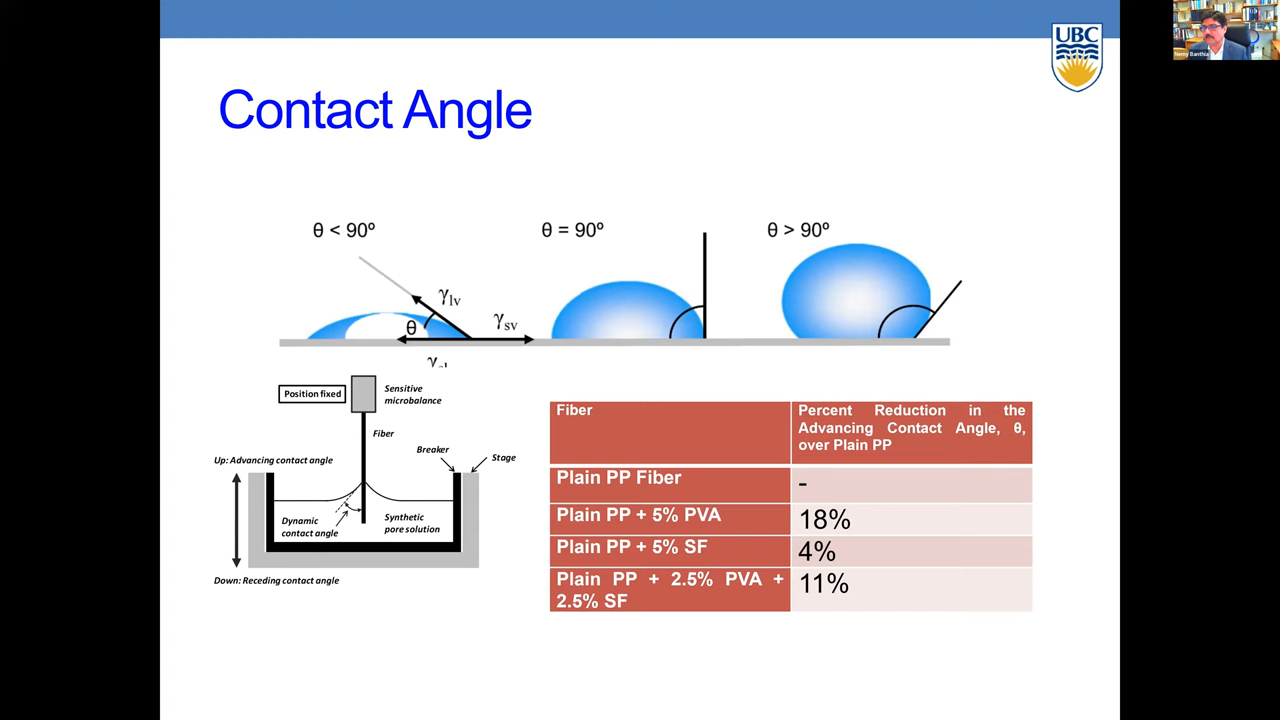 UBC
Nemy Banthia
Contact Angle
θ < 90º
θ = 90º
θ > 90º
γlv
θ
γsv
Position fixed
Sensitive
microbalance
Fiber
Breaker
Stage
Up: Advancing contact angle
Dynamic
contact angle
Synthetic
pore solution
Down: Receding contact angle
Fiber
Percent Reduction in the
Advancing Contact Angle, θ,
over Plain PP
Plain PP Fiber
-
Plain PP + 5% PVA
18%
Plain PP + 5% SF
4%
Plain PP + 2.5% PVA +
2.5% SF
11%